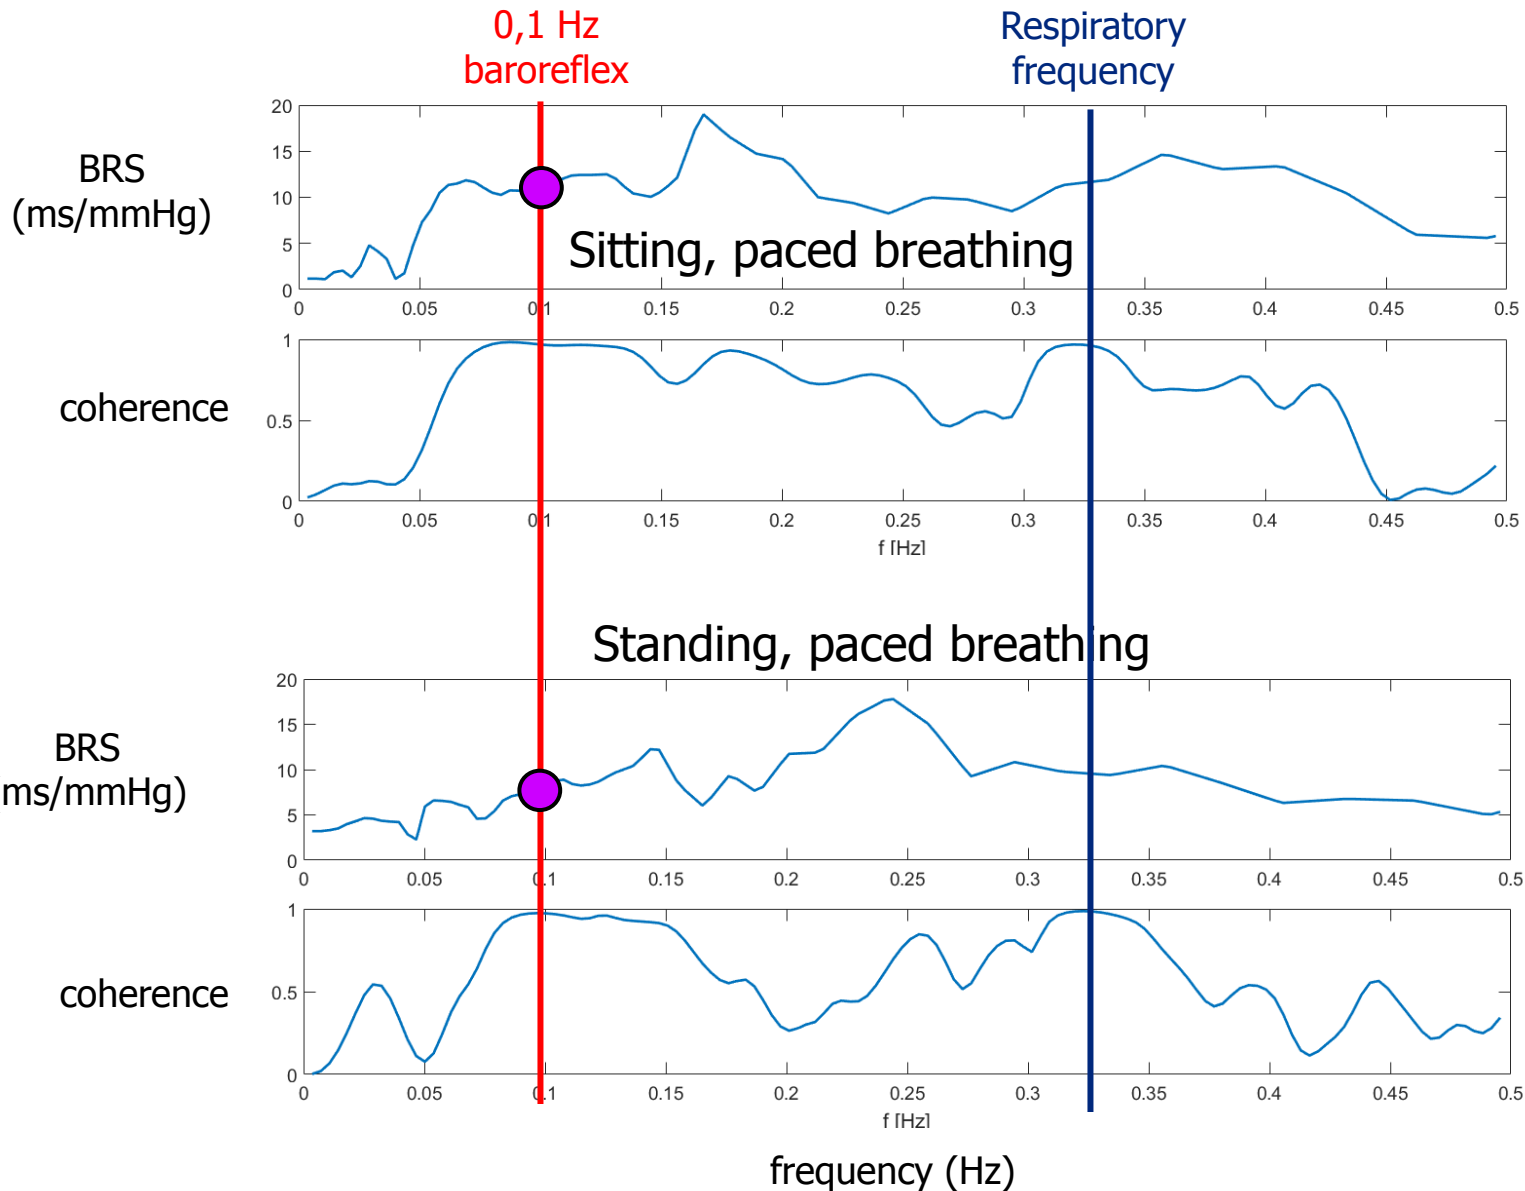 0,1 Hz
baroreflex
Respiratory
frequency
BRS
(ms/mmHg)
20
15
10
5
0
Sitting, paced breathing
0 0.05 0.1 0.15 0.2 0.25 0.3 0.35 0.4 0.45 0.5
coherence
1
0.5
0
0 0.05 0.1 0.15 0.2 0.25 0.3 0.35 0.4 0.45 0.5
f [Hz]
Standing, paced breathing
BRS
ms/mmHg)
20
15
10
5
0
0 0.05 0.1 0.15 0.2 0.25 0.3 0.35 0.4 0.45 0.5
coherence
1
0.5
0
0 0.05 0.1 0.15 0.2 0.25 0.3 0.35 0.4 0.45 0.5
f [Hz]
frequency (Hz)